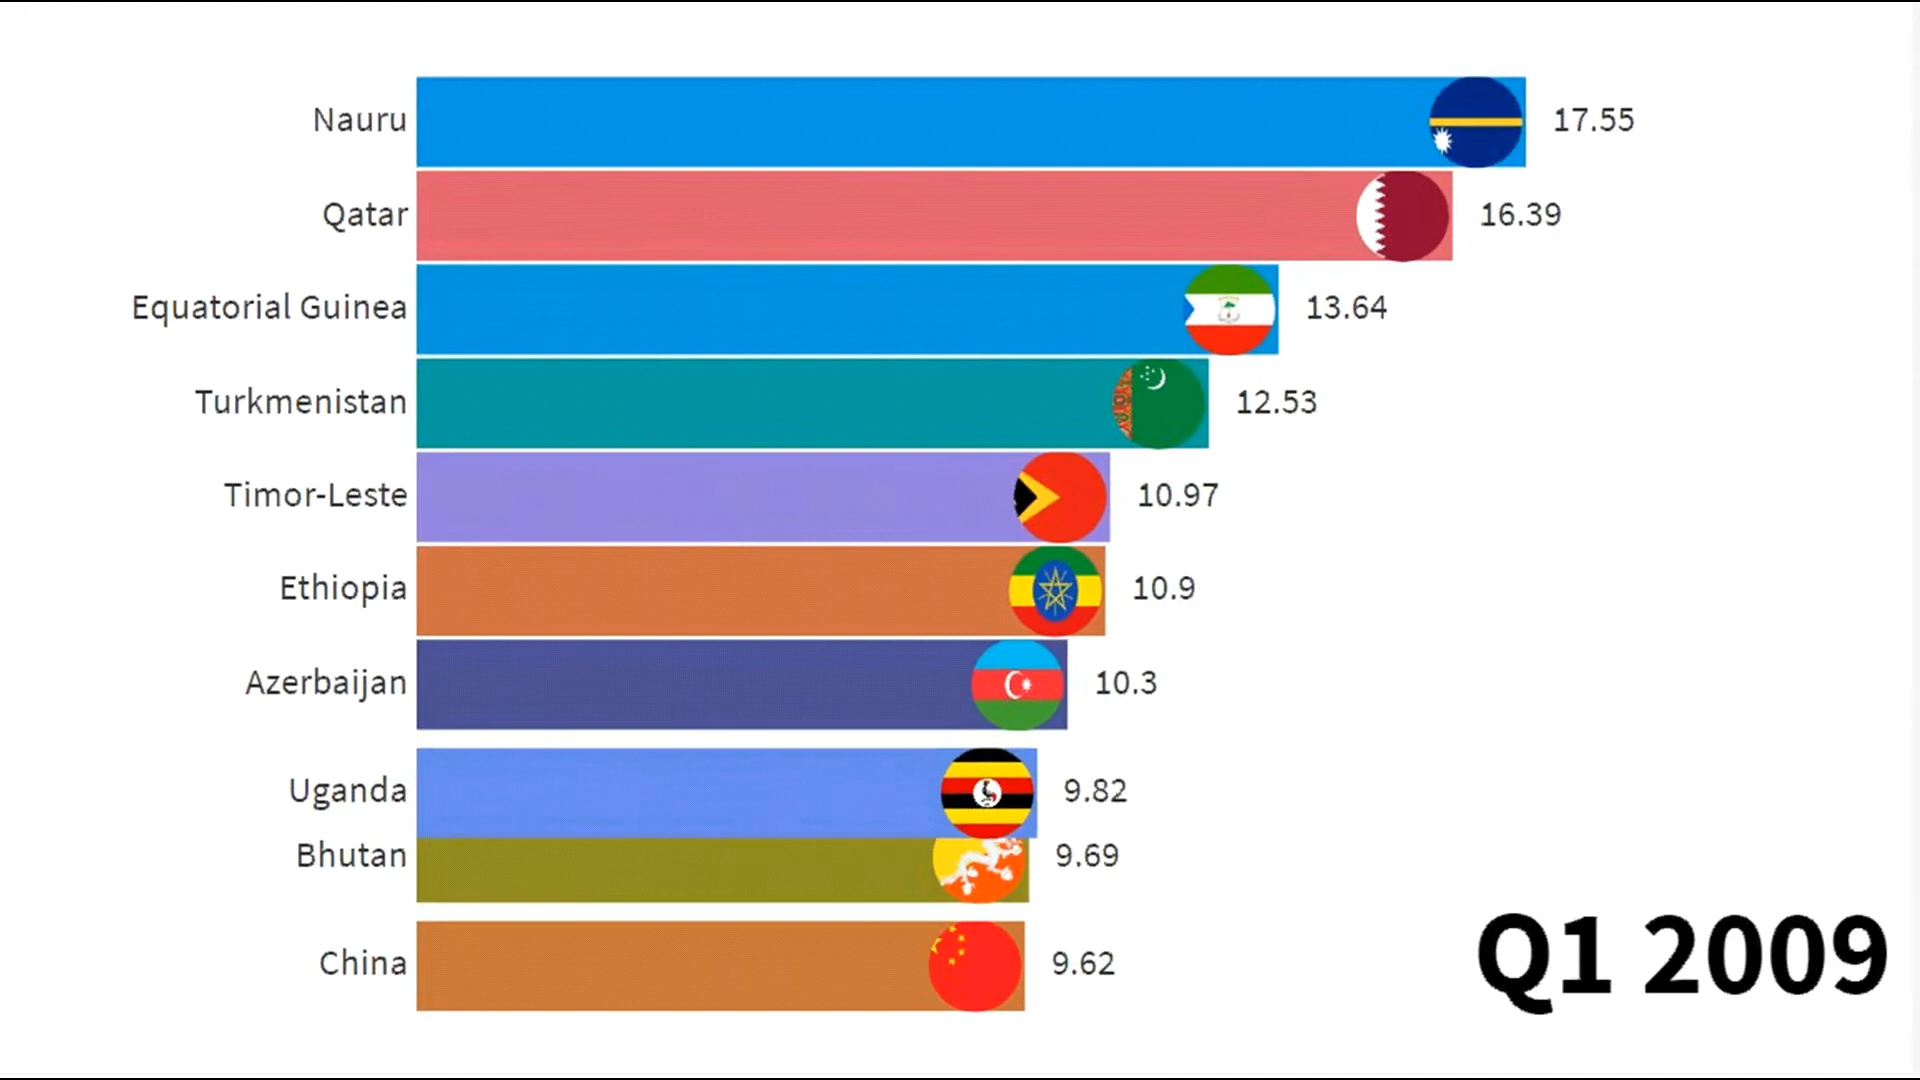 Nauru 17.55
Qatar 16.39
Equatorial Guinea 13.64
Turkmenistan 12.53
Timor-Leste 10.97
Ethiopia 10.9
Azerbaijan 10.3
Uganda 9.82
Bhutan 9.69
China 9.62
Q1 2009